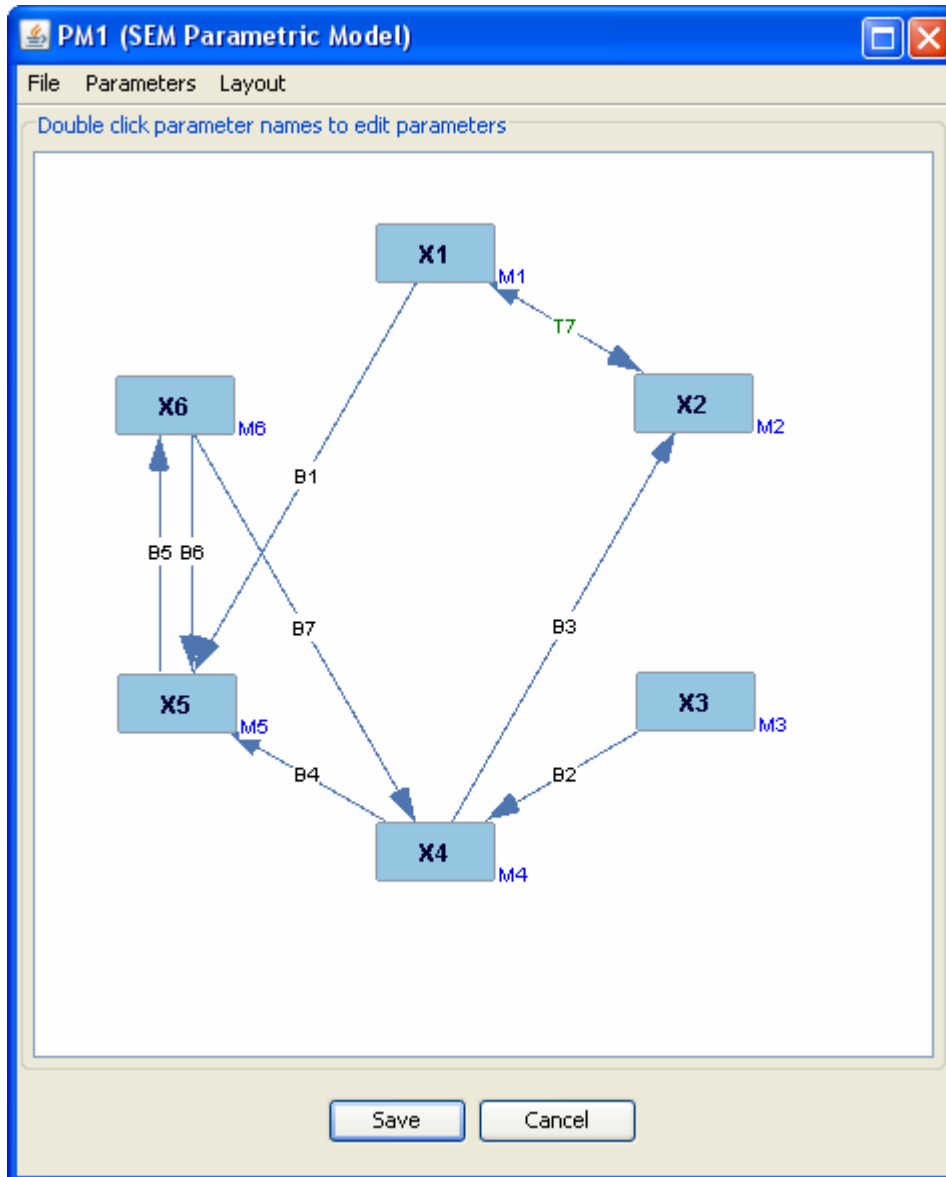 PM1 (SEM Parametric Model)
File Parameters Layout
Double click parameter names to edit parameters
X1
M1
T7
X6
M6
X2
M2
B1
B5 B6
B7
B3
X5
M5
X3
M3
B4
B2
X4
M4
Save Cancel